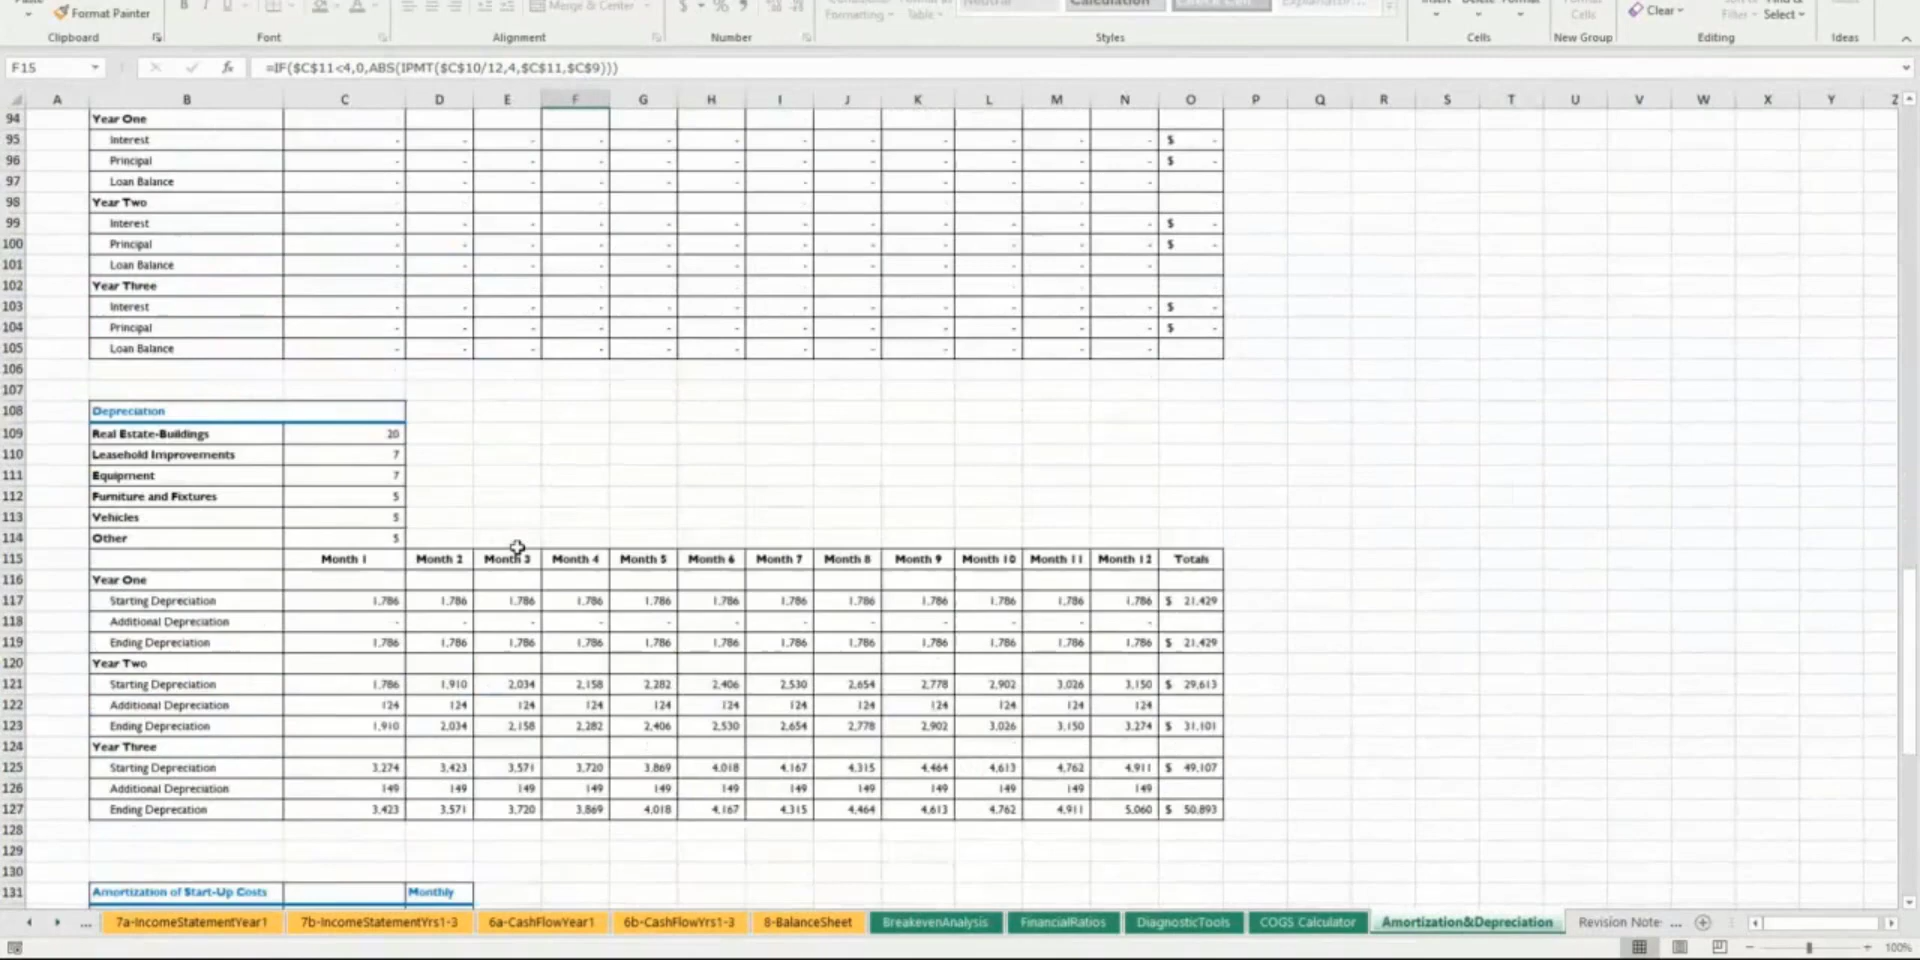 Format Painter
Merge & Center
$ % ,
Formatting Table
Neutral Calculation
Clear
Cells
Filter Select
Clipboard Font Alignment Number Styles Cells New Group Editing Ideas
F15 fx =IF($C$11<4,0,ABS(IPMT($C$10/12,4,$C$11,$C$9)))
A B C D E F G H I J K L M N O P Q R S T U V W X Y Z
94 Year One
95 Interest - - - - - - - - - - - - $ -
96 Principal - - - - - - - - - - - - $ -
97 Loan Balance - - - - - - - - - - - -
98 Year Two
99 Interest - - - - - - - - - - - - $ -
100 Principal - - - - - - - - - - - - $ -
101 Loan Balance - - - - - - - - - - - -
102 Year Three
103 Interest - - - - - - - - - - - - $ -
104 Principal - - - - - - - - - - - - $ -
105 Loan Balance - - - - - - - - - - - -
106
107
108 Depreciation
109 Real Estate-Buildings 20
110 Leasehold Improvements 7
111 Equipment 7
112 Furniture and Fixtures 5
113 Vehicles 5
114 Other 5
115 Month 1 Month 2 Month 3 Month 4 Month 5 Month 6 Month 7 Month 8 Month 9 Month 10 Month 11 Month 12 Totals
116 Year One
117 Starting Depreciation 1,786 1,786 1,786 1,786 1,786 1,786 1,786 1,786 1,786 1,786 1,786 1,786 $ 21,429
118 Additional Depreciation - - - - - - - - - - - -
119 Ending Depreciation 1,786 1,786 1,786 1,786 1,786 1,786 1,786 1,786 1,786 1,786 1,786 1,786 $ 21,429
120 Year Two
121 Starting Depreciation 1,786 1,910 2,034 2,158 2,282 2,406 2,530 2,654 2,778 2,902 3,026 3,150 $ 29,613
122 Additional Depreciation 124 124 124 124 124 124 124 124 124 124 124 124
123 Ending Depreciation 1,910 2,034 2,158 2,282 2,406 2,530 2,654 2,778 2,902 3,026 3,150 3,274 $ 31,101
124 Year Three
125 Starting Depreciation 3,274 3,423 3,571 3,720 3,869 4,018 4,167 4,315 4,464 4,613 4,762 4,911 $ 49,107
126 Additional Depreciation 149 149 149 149 149 149 149 149 149 149 149 149
127 Ending Depreciation 3,423 3,571 3,720 3,869 4,018 4,167 4,315 4,464 4,613 4,762 4,911 5,060 $ 50,893
128
129
130
131 Amortization of Start-Up Costs Monthly
... 7a-IncomeStatementYear1 7b-IncomeStatementYrs1-3 6a-CashFlowYear1 6b-CashFlowYrs1-3 8-BalanceSheet BreakevenAnalysis FinancialRatios DiagnosticTools COGS Calculator Amortization&Depreciation Revision Note ...
100%